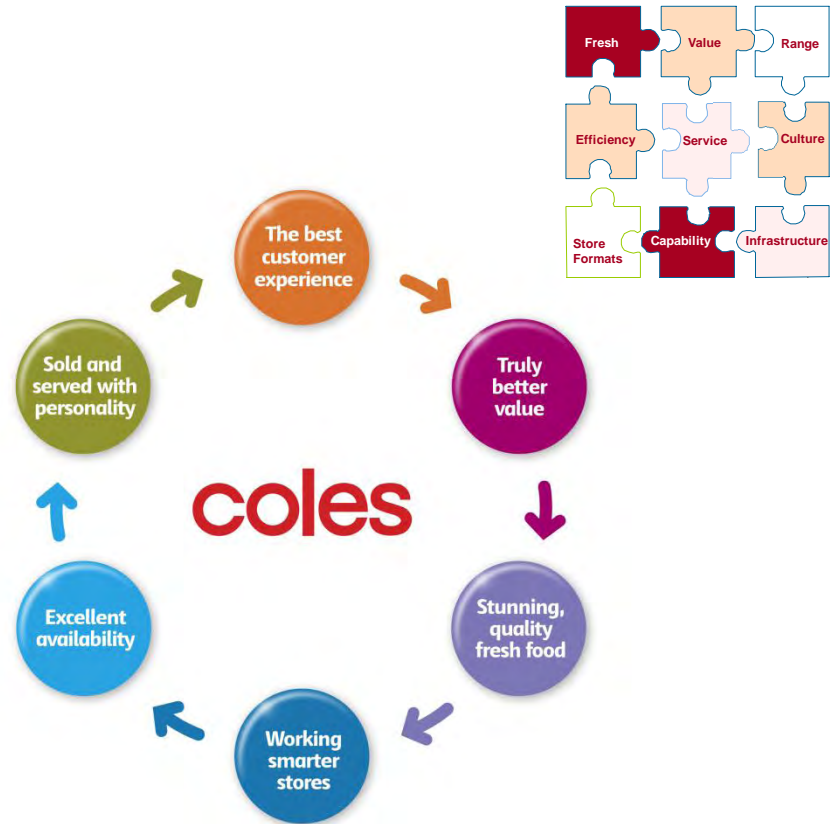 Fresh
Value
Range
Efficiency
Service
Culture
Store
Formats
Capability
Infrastructure
The best
customer
experience
Truly
better
value
Stunning,
quality
fresh food
Working
smarter
stores
Excellent
availability
Sold and
served with
personality
coles